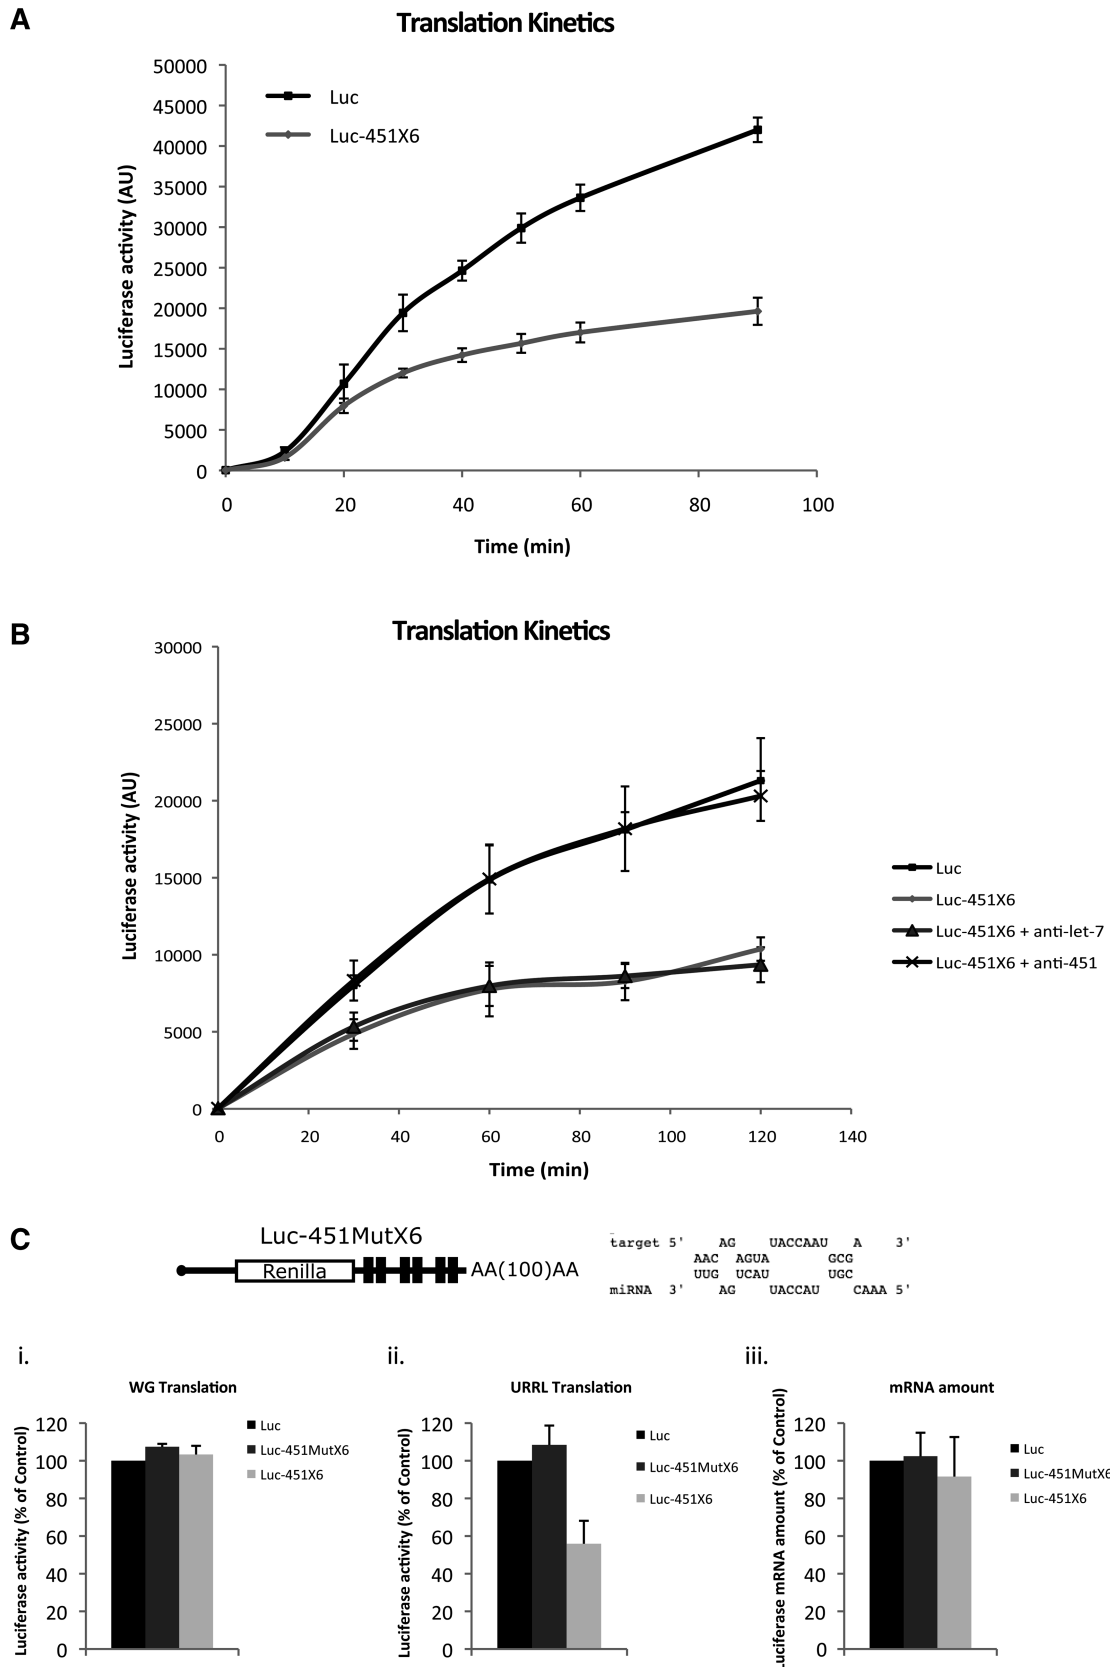 A
Translation Kinetics
Luciferase activity (AU)
50000
45000
40000
35000
30000
25000
20000
15000
10000
5000
0
Luc
Luc-451X6
0 20 40 60 80 100
Time (min)
B
Translation Kinetics
Luciferase activity (AU)
30000
25000
20000
15000
10000
5000
0
Luc
Luc-451X6
Luc-451X6 + anti-let-7
Luc-451X6 + anti-451
0 20 40 60 80 100 120 140
Time (min)
C
Luc-451MutX6
Renilla AA(100)AA
target 5' AG UACCAAU A 3'
AAC AGUA GCG
UUG UCAU UGC
miRNA 3' AG UACCAU CAAA 5'
i.
WG Translation
Luciferase activity (% of Control)
120
100
80
60
40
20
0
Luc
Luc-451MutX6
Luc-451X6
ii.
URRL Translation
Luciferase activity (% of Control)
120
100
80
60
40
20
0
Luc
Luc-451MutX6
Luc-451X6
iii.
mRNA amount
Luciferase mRNA amount (% of Control)
120
100
80
60
40
20
0
Luc
Luc-451MutX6
Luc-451X6